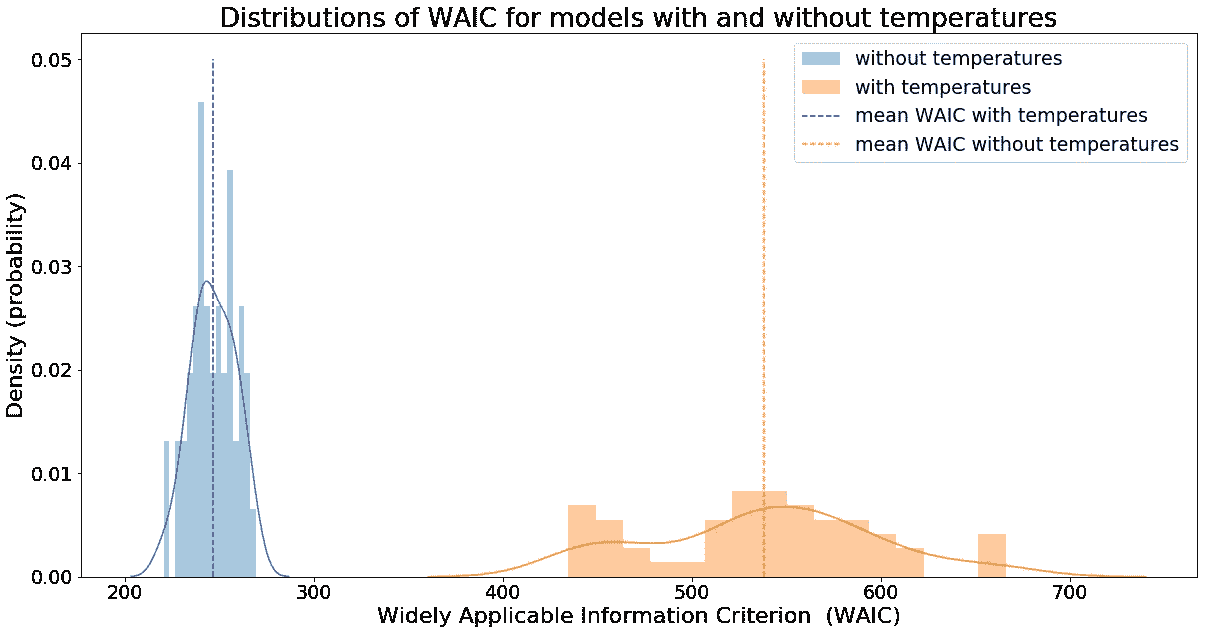 Distributions of WAIC for models with and without temperatures
without temperatures
with temperatures
mean WAIC with temperatures
mean WAIC without temperatures
Density (probability)
0.05
0.04
0.03
0.02
0.01
0.00
200 300 400 500 600 700
Widely Applicable Information Criterion (WAIC)